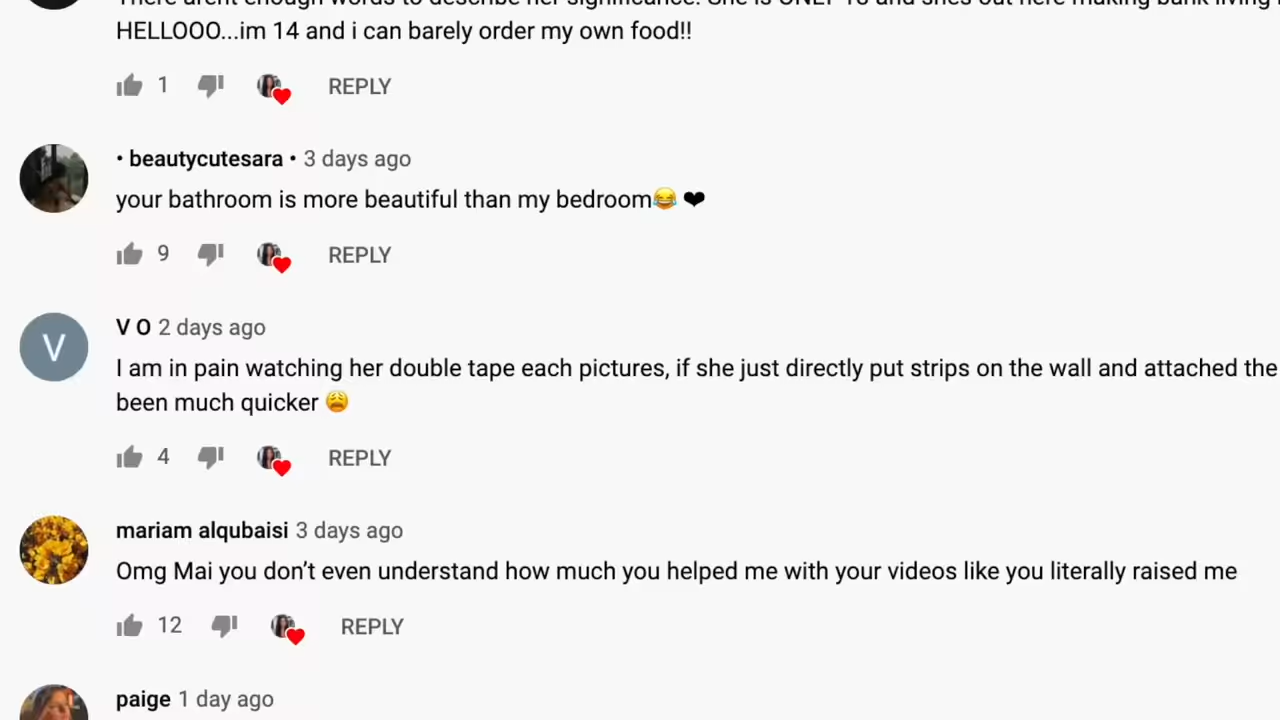 There arent enough words to describe her significance. She is ONLY 18 and shes out here making bank living
HELLOOO...im 14 and i can barely order my own food!!
1 REPLY
• beautycutesara • 3 days ago
your bathroom is more beautiful than my bedroom😂 ❤
9 REPLY
V
V O 2 days ago
I am in pain watching her double tape each pictures, if she just directly put strips on the wall and attached the
been much quicker 😩
4 REPLY
mariam alqubaisi 3 days ago
Omg Mai you don’t even understand how much you helped me with your videos like you literally raised me
12 REPLY
paige 1 day ago